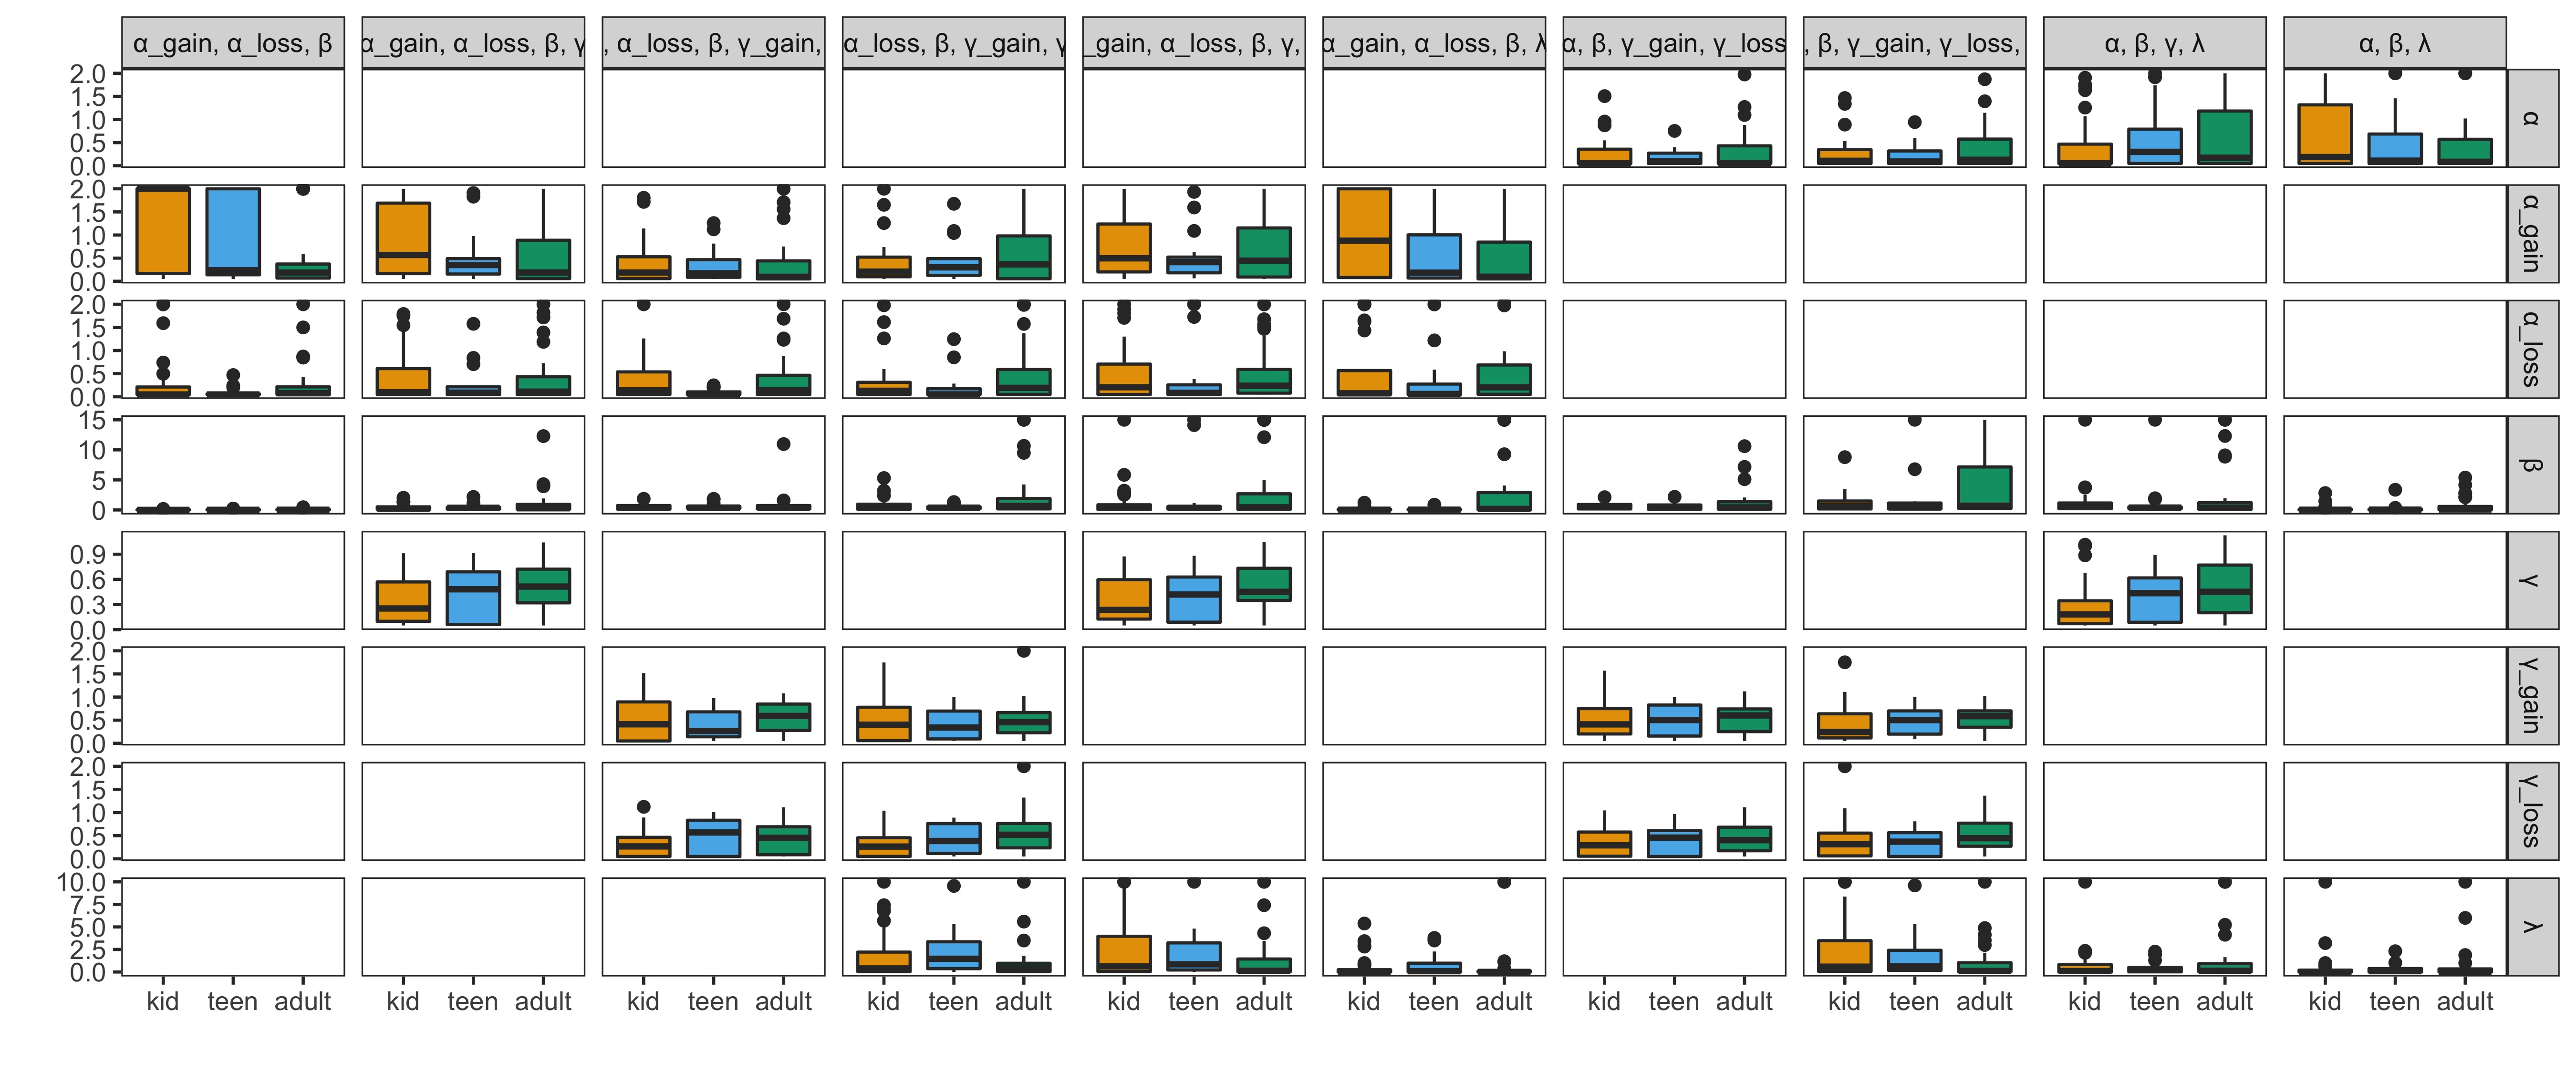 α_gain, α_loss, β
α_gain, α_loss, β, γ
, α_loss, β, γ_gain,
α_loss, β, γ_gain, γ
_gain, α_loss, β, γ,
α_gain, α_loss, β, λ
α, β, γ_gain, γ_loss
, β, γ_gain, γ_loss,
α, β, γ, λ
α, β, λ
2.0
1.5
1.0
0.5
0.0
α
2.0
1.5
1.0
0.5
0.0
α_gain
2.0
1.5
1.0
0.5
0.0
α_loss
15
10
5
0
β
0.9
0.6
0.3
0.0
γ
2.0
1.5
1.0
0.5
0.0
γ_gain
2.0
1.5
1.0
0.5
0.0
γ_loss
10.0
7.5
5.0
2.5
0.0
λ
kid teen adult
kid teen adult
kid teen adult
kid teen adult
kid teen adult
kid teen adult
kid teen adult
kid teen adult
kid teen adult
kid teen adult